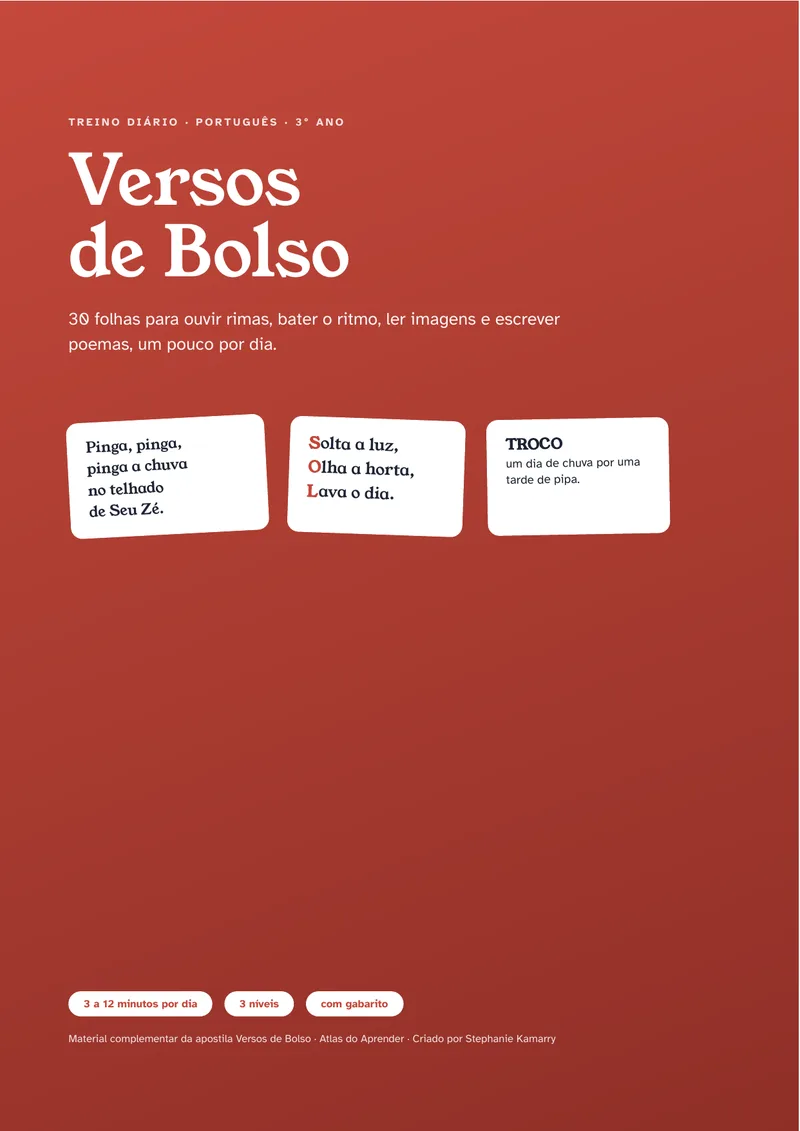 TREINO DIÁRIO · PORTUGUÊS · 3º ANO
Versos
de Bolso
30 folhas para ouvir rimas, bater o ritmo, ler imagens e escrever
poemas, um pouco por dia.
Pinga, pinga,
pinga a chuva
no telhado
de Seu Zé.
Solta a luz,
Olha a horta,
Lava o dia.
TROCO
um dia de chuva por uma
tarde de pipa.
3 a 12 minutos por dia
3 níveis
com gabarito
Material complementar da apostila Versos de Bolso · Atlas do Aprender · Criado por Stephanie Kamarry